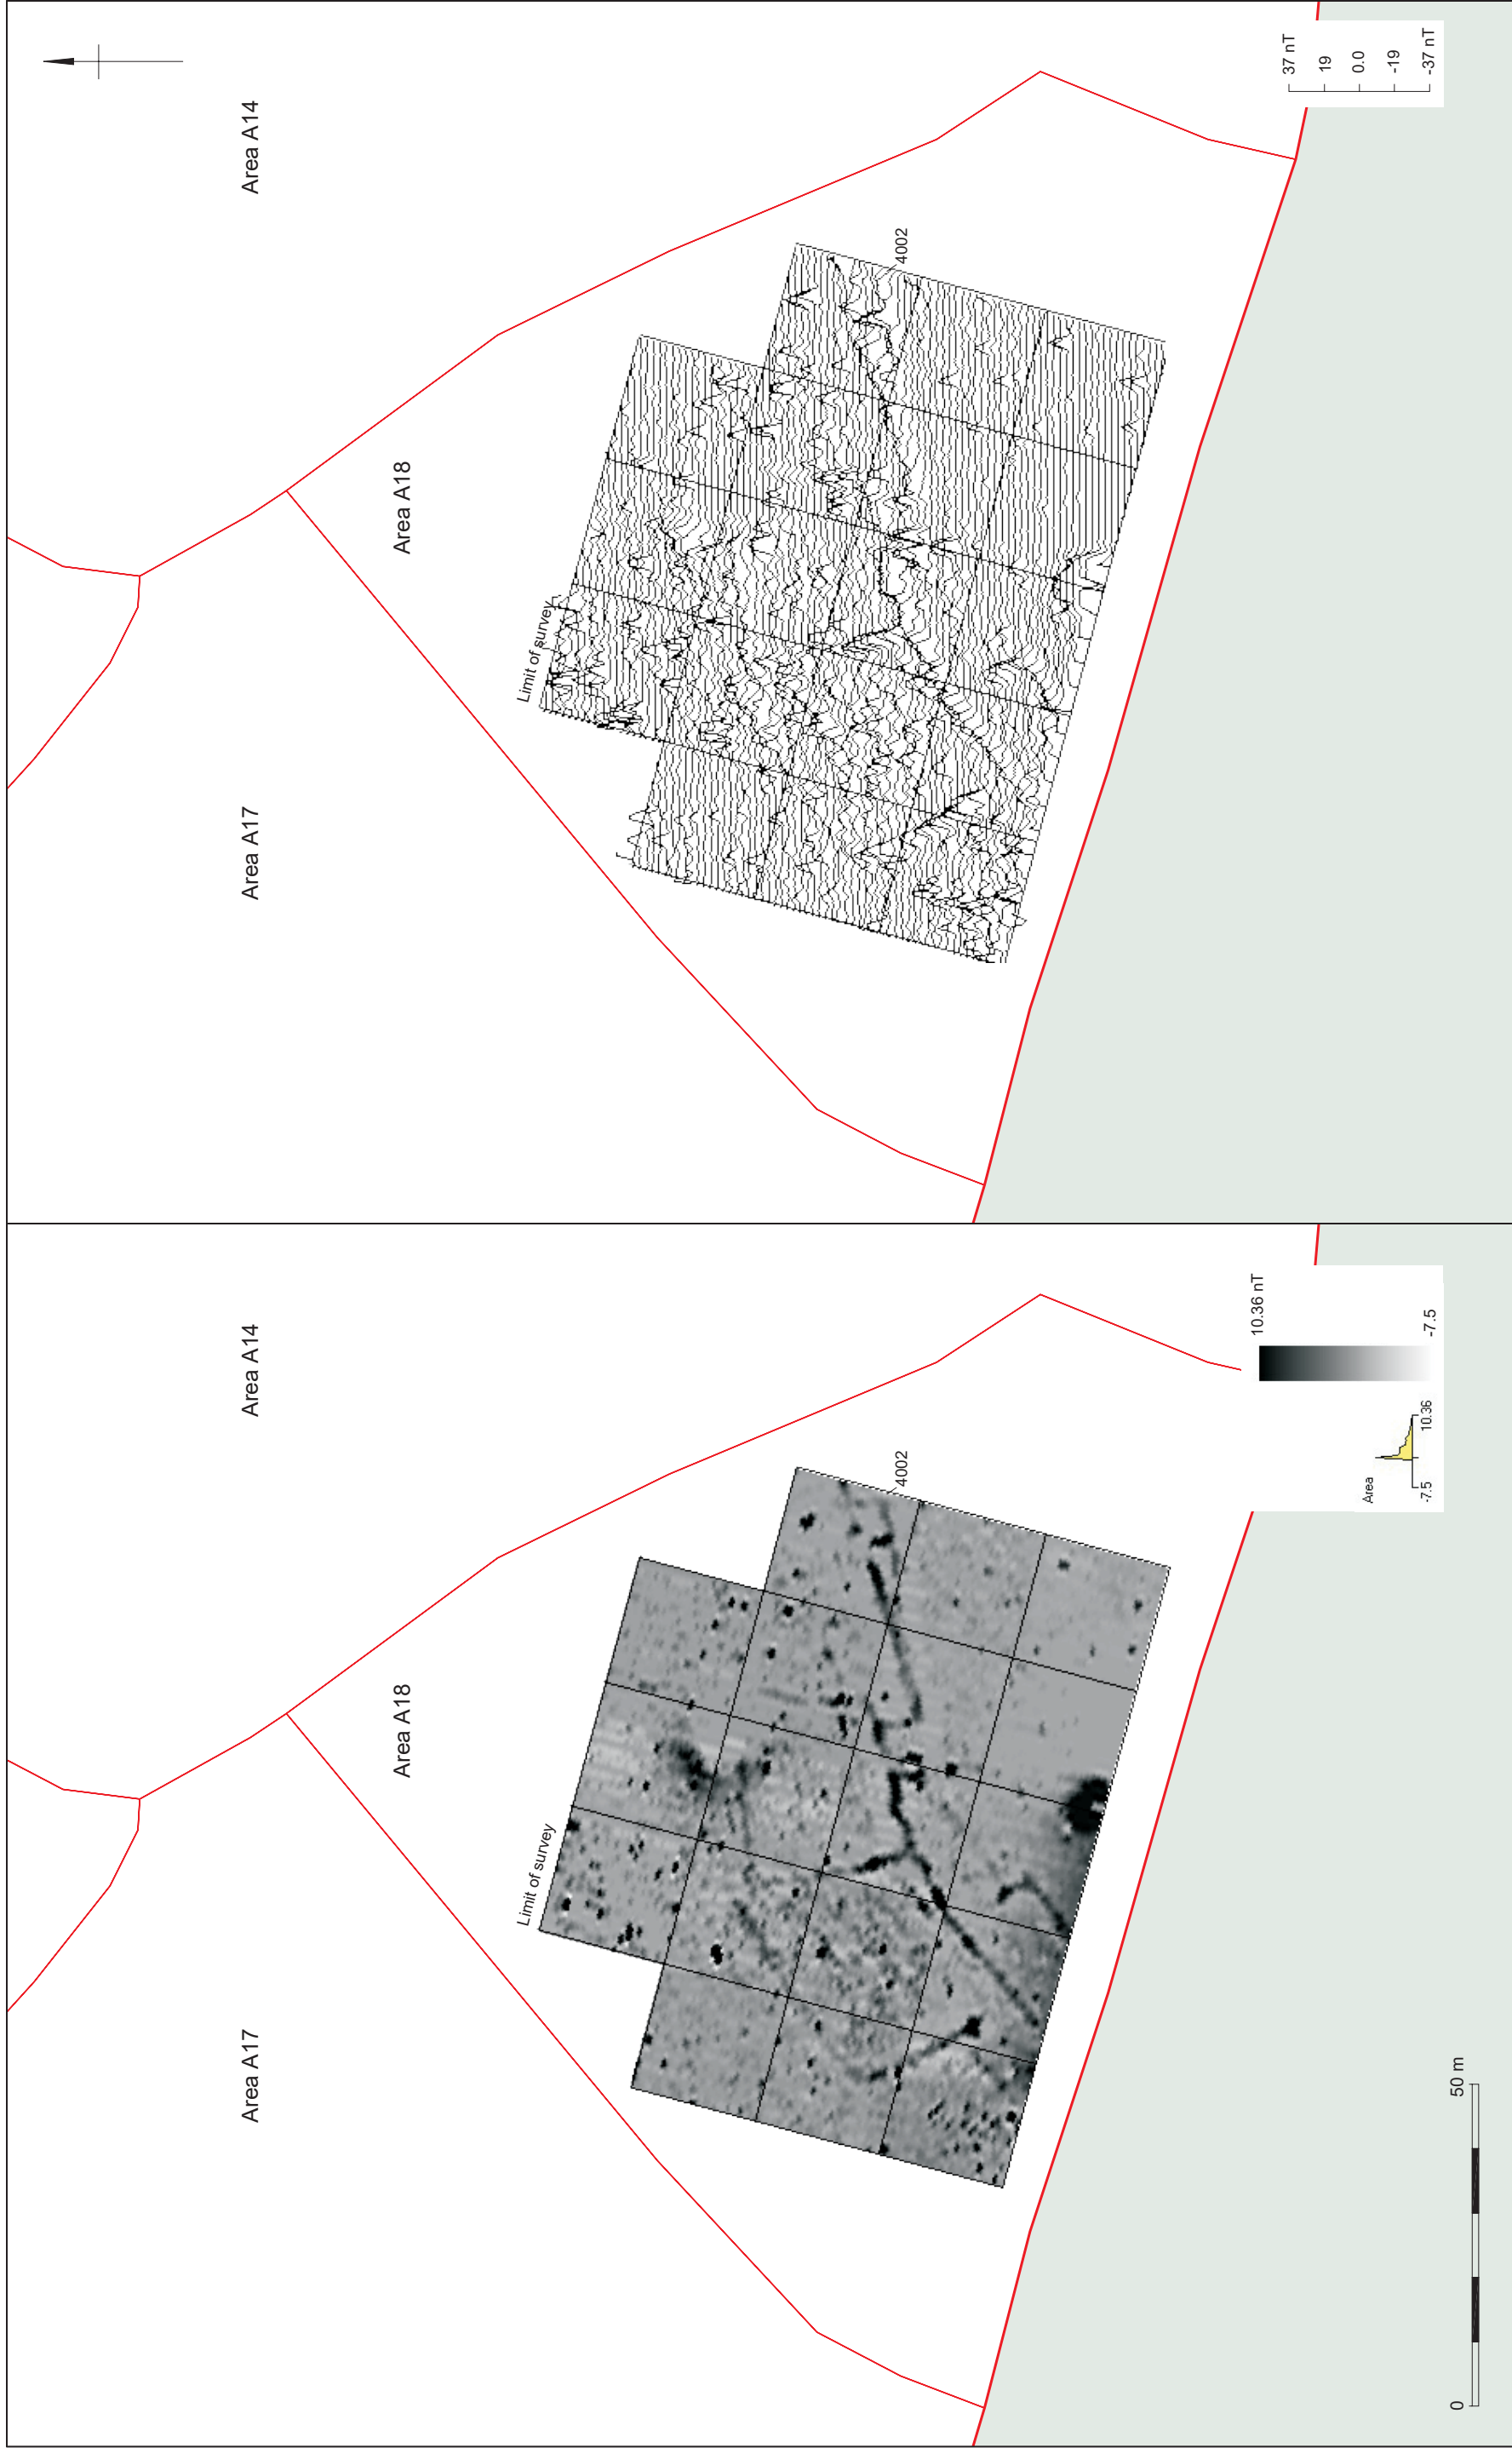 Area A17
Area A14
Area A18
Limit of survey
4002
10.36 nT
-7.5
Area
-7.5
10.36
0
50 m
Area A17
Area A14
Area A18
Limit of survey
4002
37 nT
19
0.0
-19
-37 nT